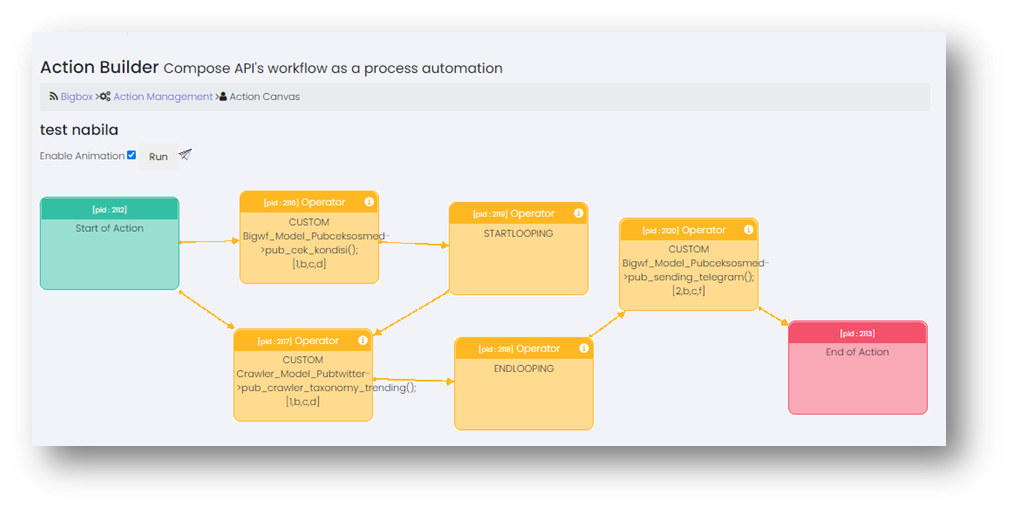 Action Builder Compose API's workflow as a process automation
Bigbox > Action Management > Action Canvas
test nabila
Enable Animation Run
[pid : 2112]
Start of Action
[pid : 2116] Operator
CUSTOM
Bigwf_Model_Pubceksosmed-
>pub_cek_kondisi();
[1,b,c,d]
[pid : 2119] Operator
STARTLOOPING
[pid : 2120] Operator
CUSTOM
Bigwf_Model_Pubceksosmed-
>pub_sending_telegram();
[2,b,c,f]
[pid : 2117] Operator
CUSTOM
Crawler_Model_Pubtwitter-
>pub_crawler_taxonomy_trending();
[1,b,c,d]
[pid : 2118] Operator
ENDLOOPING
[pid : 2113]
End of Action